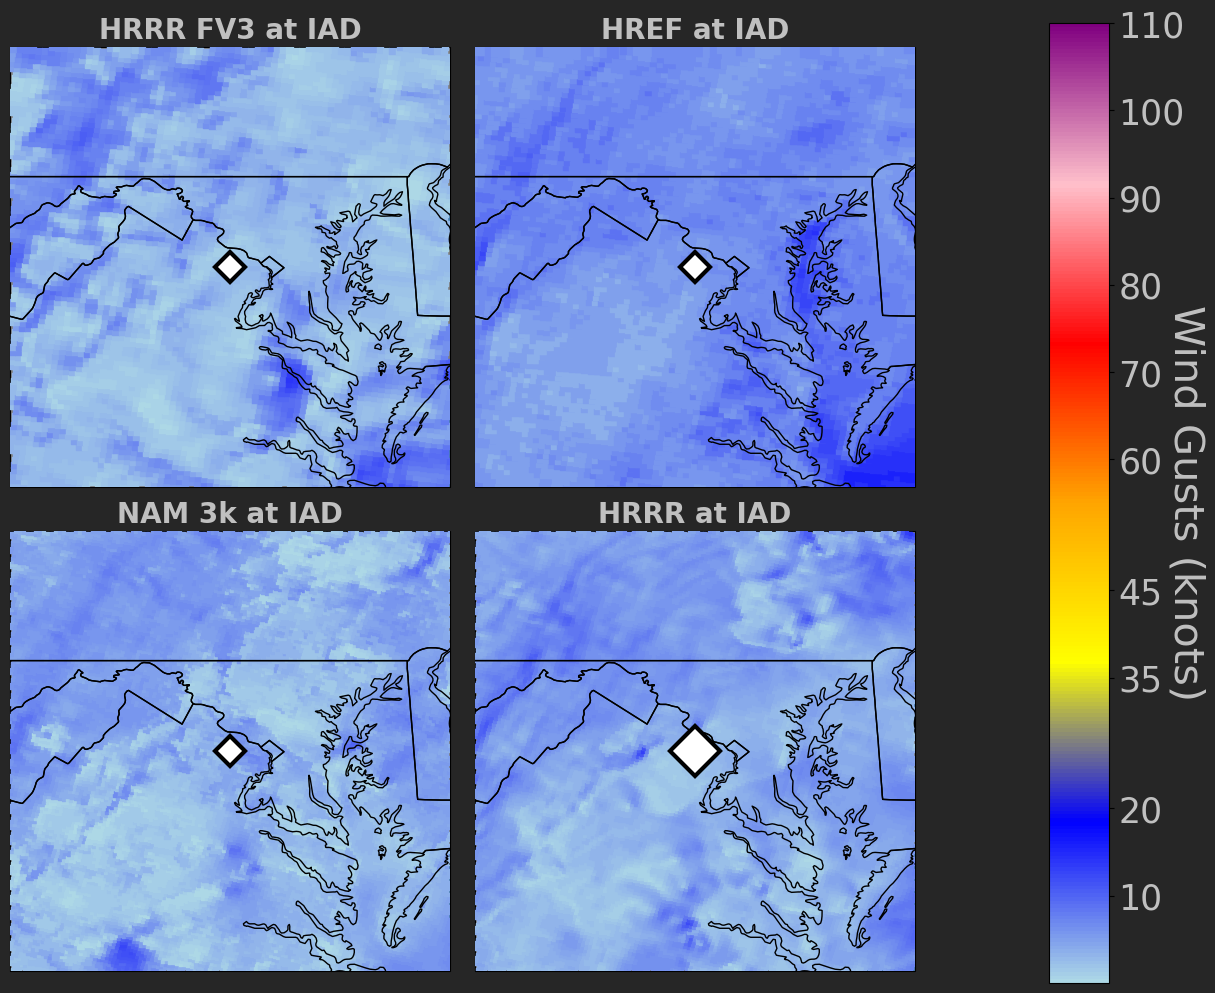 HRRR FV3 at IAD
HREF at IAD
NAM 3k at IAD
HRRR at IAD
110
100
90
80
70
60
45
35
20
10
Wind Gusts (knots)